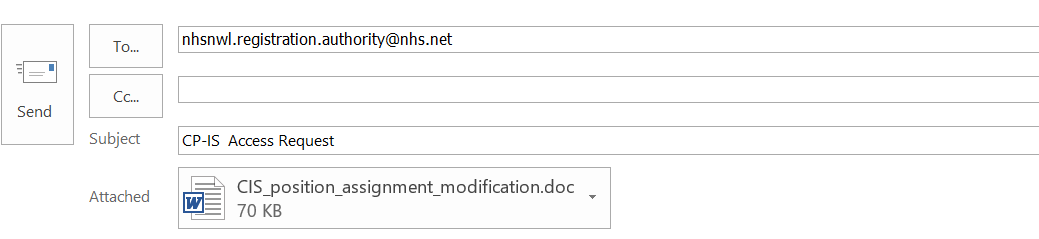 To...
nhsnwl.registration.authority@nhs.net
Send
Cc...
Subject
CP-IS  Access Request
Attached
W
CIS_position_assignment_modification.doc
70 KB